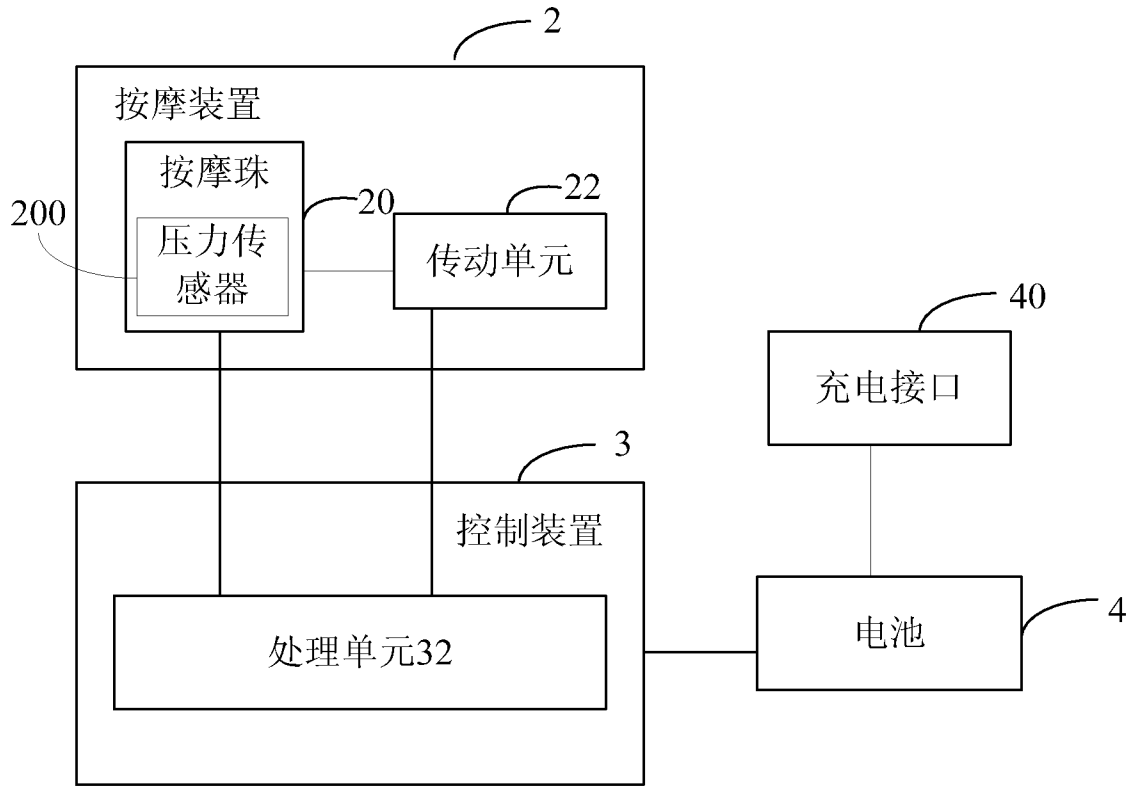 2
按摩装置
按摩珠
20
22
200
压力传
感器
传动单元
40
充电接口
3
控制装置
4
电池
处理单元32